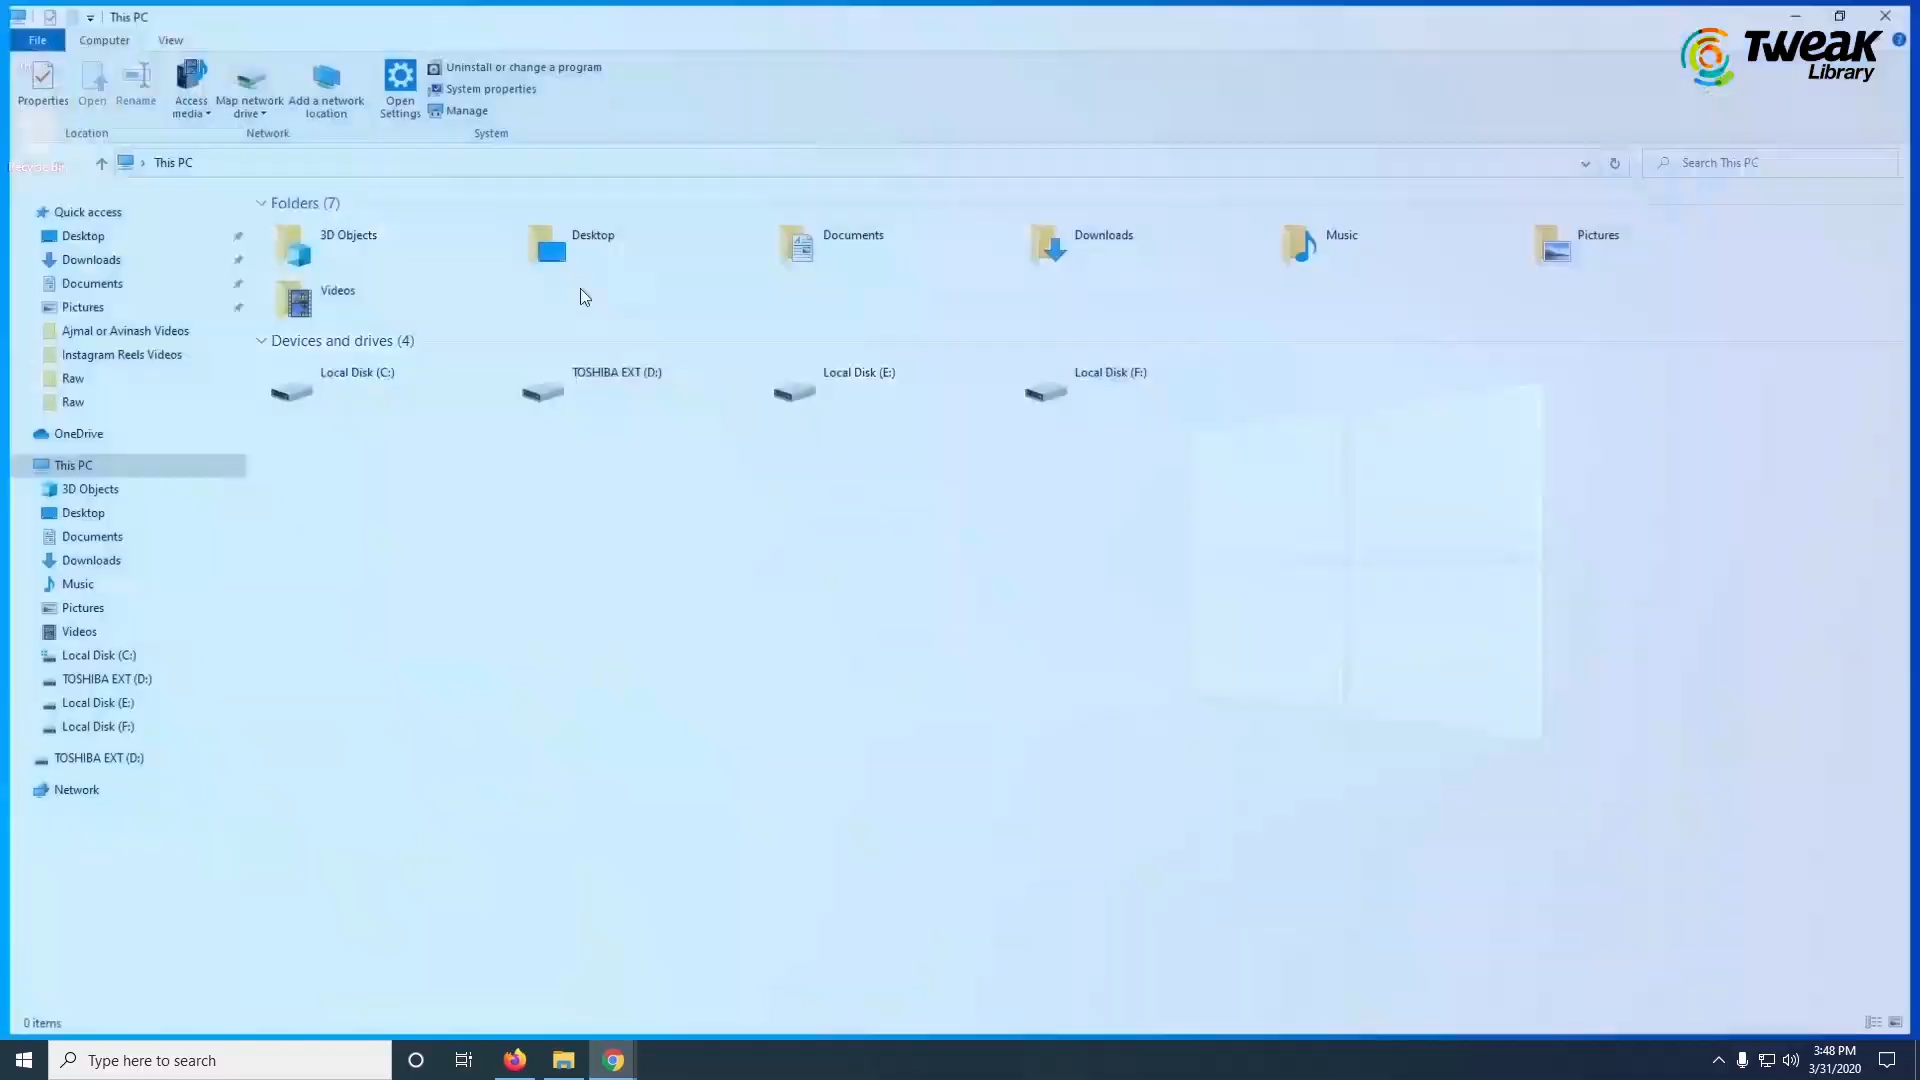 This PC
File
Computer
View
TWEAK
Library
Properties
Open
Rename
Access media
Map network drive
Add a network location
Open Settings
Uninstall or change a program
System properties
Manage
Location
Network
System
This PC
Search This PC
Recycle Bin
Quick access
Desktop
Downloads
Documents
Pictures
Ajmal or Avinash Videos
Instagram Reels Videos
Raw
Raw
OneDrive
This PC
3D Objects
Desktop
Documents
Downloads
Music
Pictures
Videos
Local Disk (C:)
TOSHIBA EXT (D:)
Local Disk (E:)
Local Disk (F:)
TOSHIBA EXT (D:)
Network
Folders (7)
3D Objects
Desktop
Documents
Downloads
Music
Pictures
Videos
Devices and drives (4)
Local Disk (C:)
TOSHIBA EXT (D:)
Local Disk (E:)
Local Disk (F:)
0 items
Type here to search
3:48 PM
3/31/2020